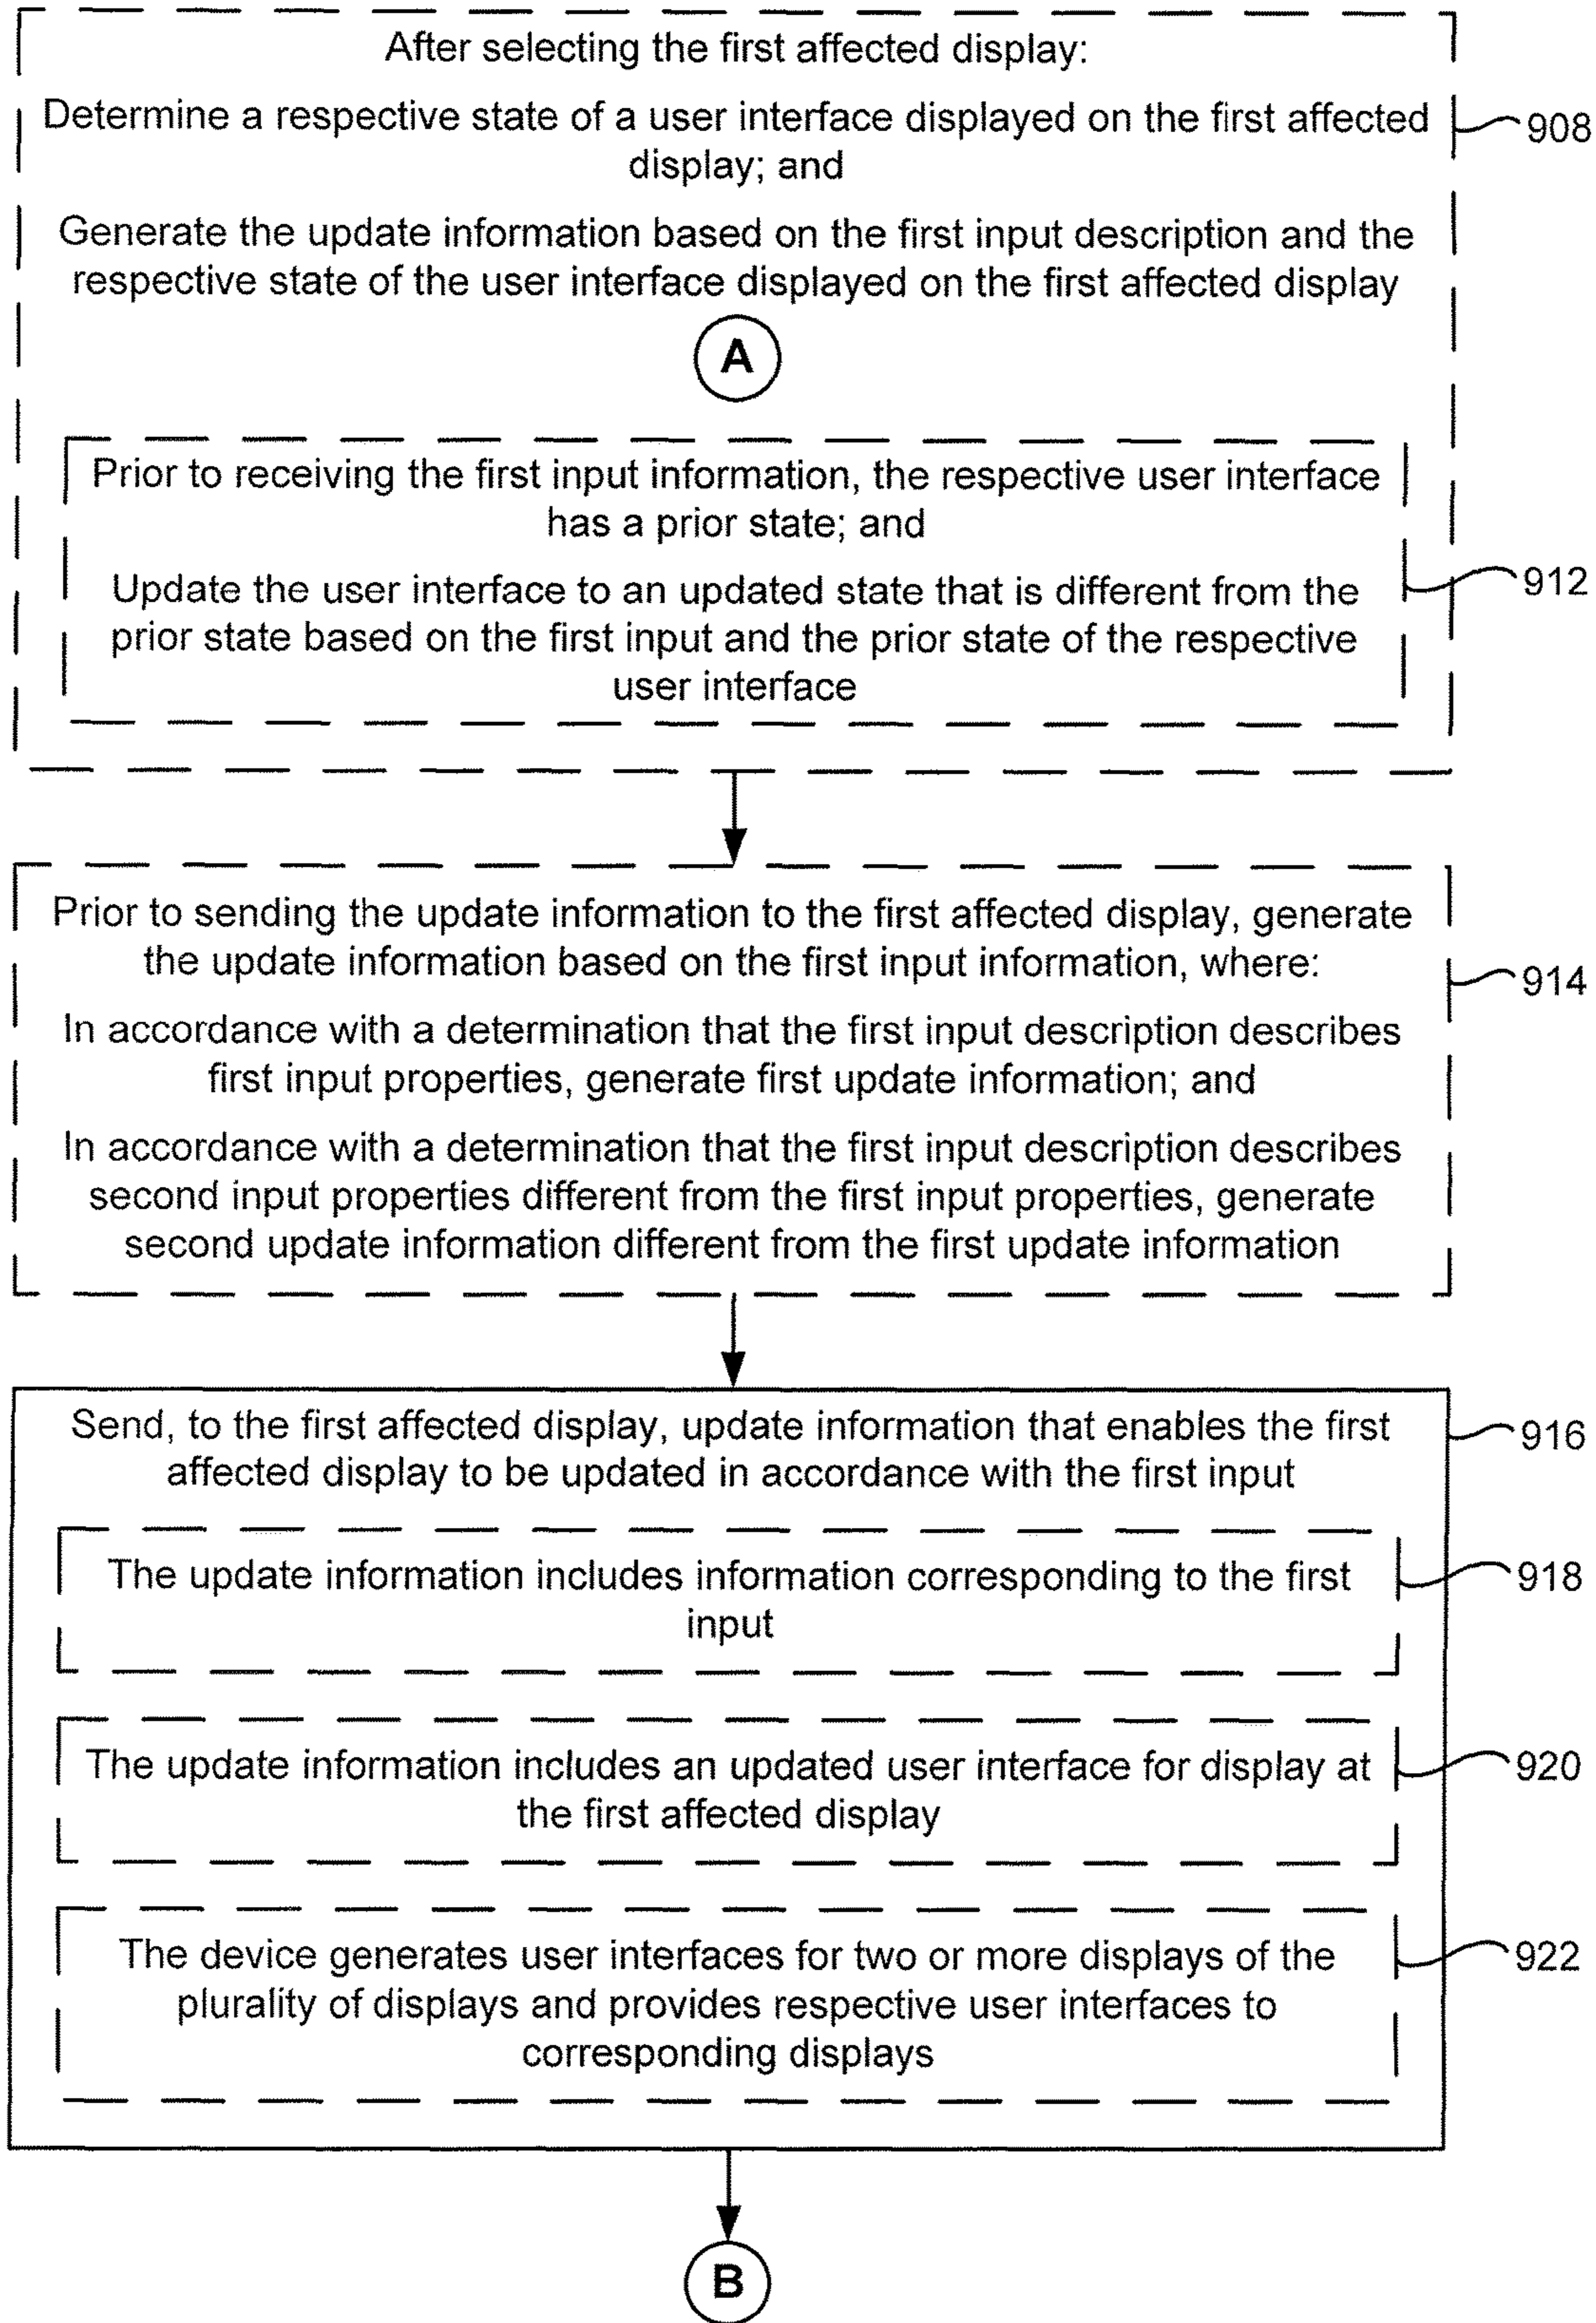 After selecting the first affected display:
Determine a respective state of a user interface displayed on the first affected
display; and
908
Generate the update information based on the first input description and the
respective state of the user interface displayed on the first affected display
A
Prior to receiving the first input information, the respective user interface
has a prior state; and
Update the user interface to an updated state that is different from the
prior state based on the first input and the prior state of the respective
user interface
912
Prior to sending the update information to the first affected display, generate
the update information based on the first input information, where:
914
In accordance with a determination that the first input description describes
first input properties, generate first update information; and
In accordance with a determination that the first input description describes
second input properties different from the first input properties, generate
second update information different from the first update information
Send, to the first affected display, update information that enables the first
affected display to be updated in accordance with the first input
916
The update information includes information corresponding to the first
input
918
The update information includes an updated user interface for display at
the first affected display
920
The device generates user interfaces for two or more displays of the
plurality of displays and provides respective user interfaces to
corresponding displays
922
B